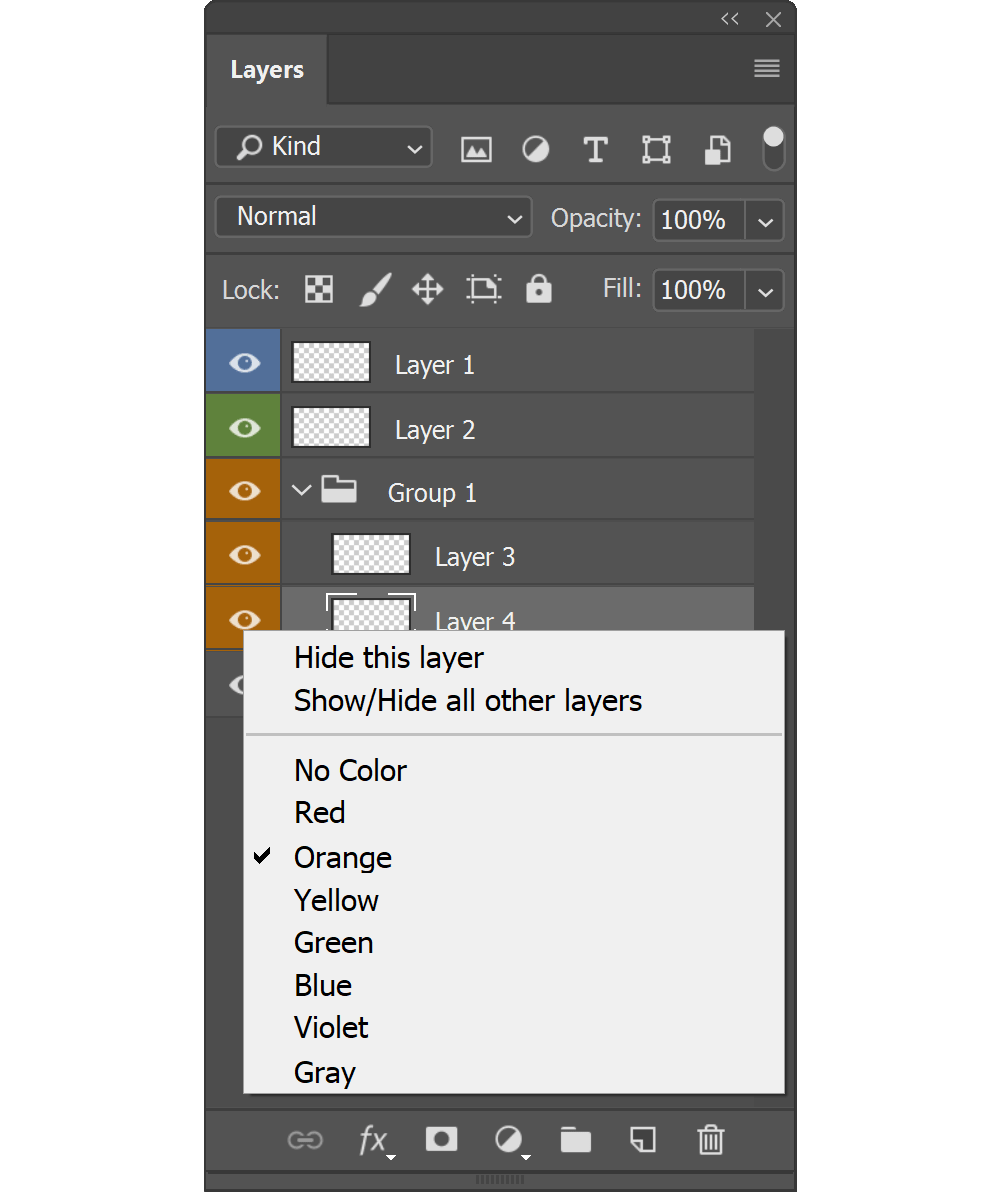 Layers
Kind
Normal Opacity: 100%
Lock: Fill: 100%
Layer 1
Layer 2
Group 1
Layer 3
Layer 4
Hide this layer
Show/Hide all other layers
No Color
Red
Orange
Yellow
Green
Blue
Violet
Gray
fx